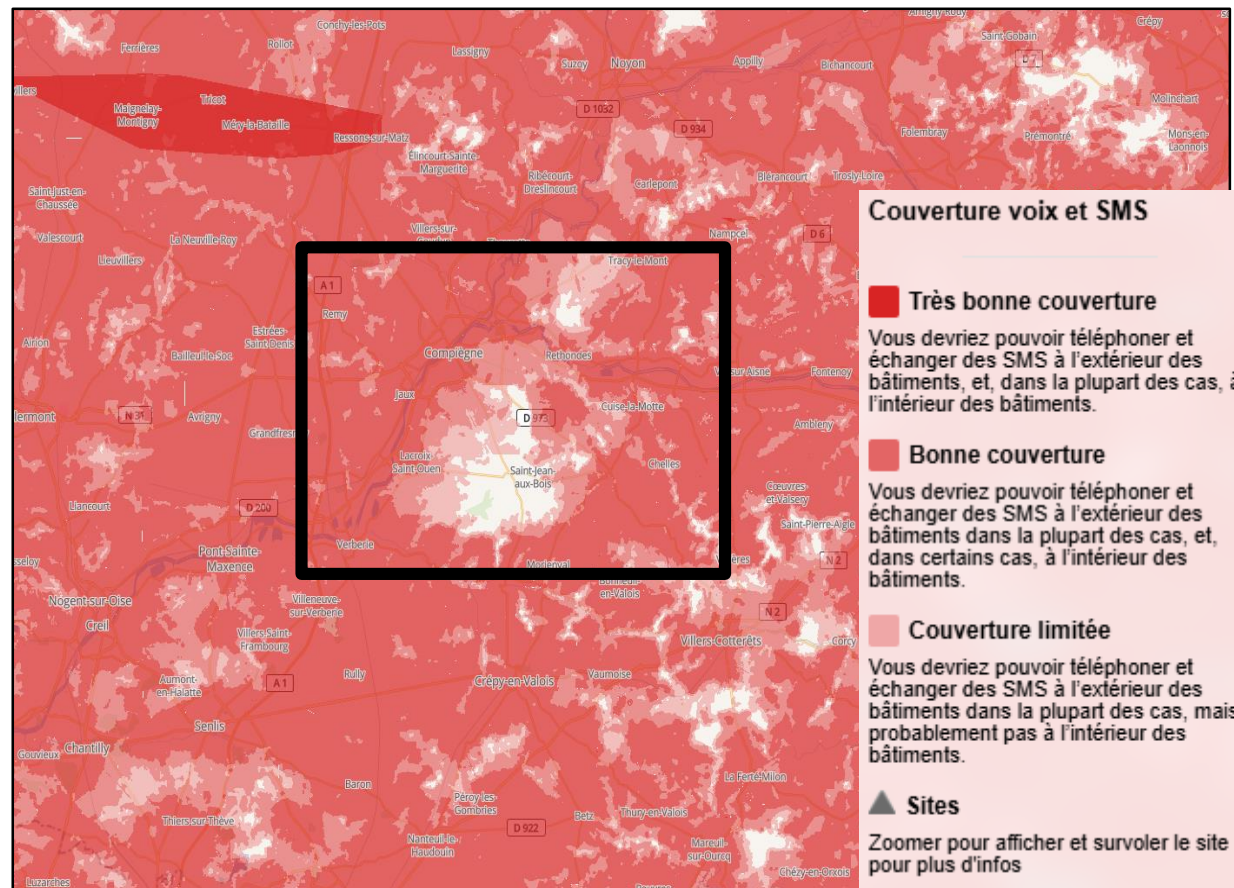 Conchy-les-Pots
Crépy
Ferrières
Rollot
Lassigny
Saint-Gobain
Suzoy
Noyon
Appilly
Bichancourt
Maignelay-
Montigny
Tricot
Méry-la-Bataille
Ressons-sur-Matz
D 1032
D 934
Molinchart
Folembray
Prémontré
Mons-en-
Laonnois
Élincourt-Sainte-
Marguerite
Ribécourt-
Dreslincourt
Carlepont
Blérancourt
Trosly-Loire
Saint-Just-en-
Chaussée
Valescourt
La Neuville-Roy
Lieuvillers
Villers-sur-
Nampcel
D 6
Tracy-le-Mont
A 1
Remy
Estrées-
Saint-Denis
Airion
Bailleul-le-Soc
Compiègne
Rethondes
Fontenoy
Jaux
N 31
Avrigny
D 973
Cuise-la-Motte
Ambleny
Lacroix-
Saint-Ouen
Saint-Jean-
aux-Bois
Chelles
Cœuvres-
et-Valsery
Liancourt
D 200
Saint-Pierre-Aigle
Pont-Sainte-
Maxence
Verberie
Morienval
N 2
Bonneuil-
en-Valois
Nogent-sur-Oise
Creil
Villeneuve-
sur-Verberie
N 2
Villers-Saint-
Frambourg
Villers-Cotterêts
Corcy
Aumont-
en-Halatte
A 1
Rully
Crépy-en-Valois
Vaumoise
Senlis
Gouvieux
Chantilly
Baron
La Ferté-Milon
Thiers-sur-Thève
Péroy-les-
Gombries
Betz
Thury-en-Valois
D 922
Nanteuil-le-
Haudouin
Mareuil-
sur-Ourcq
Luzarches
Chézy-en-Orxois
Couverture voix et SMS
Très bonne couverture
Vous devriez pouvoir téléphoner et
échanger des SMS à l'extérieur des
bâtiments, et, dans la plupart des cas, à
l'intérieur des bâtiments.
Bonne couverture
Vous devriez pouvoir téléphoner et
échanger des SMS à l'extérieur des
bâtiments dans la plupart des cas, et,
dans certains cas, à l'intérieur des
bâtiments.
Couverture limitée
Vous devriez pouvoir téléphoner et
échanger des SMS à l'extérieur des
bâtiments dans la plupart des cas, mais
probablement pas à l'intérieur des
bâtiments.
Sites
Zoomer pour afficher et survoler le site
pour plus d'infos